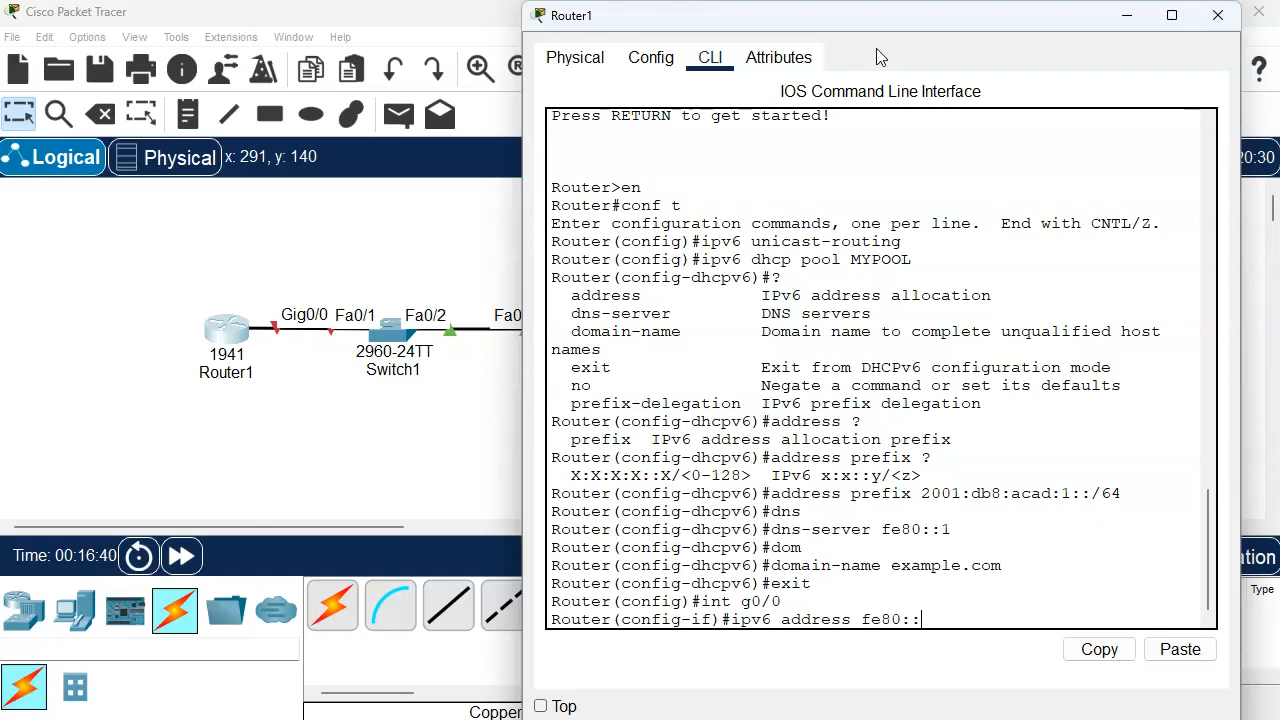 Cisco Packet Tracer
File Edit Options View Tools Extensions Window Help
Logical Physical x: 291, y: 140
20:30
Gig0/0 Fa0/1 Fa0/2 Fa0
1941 2960-24TT
Router1 Switch1
Time: 00:16:40
ation
Type
Copper
Router1
Physical Config CLI Attributes
IOS Command Line Interface
Press RETURN to get started!
Router>en
Router#conf t
Enter configuration commands, one per line. End with CNTL/Z.
Router(config)#ipv6 unicast-routing
Router(config)#ipv6 dhcp pool MYPOOL
Router(config-dhcpv6)#?
address IPv6 address allocation
dns-server DNS servers
domain-name Domain name to complete unqualified host
names
exit Exit from DHCPv6 configuration mode
no Negate a command or set its defaults
prefix-delegation IPv6 prefix delegation
Router(config-dhcpv6)#address ?
prefix IPv6 address allocation prefix
Router(config-dhcpv6)#address prefix ?
X:X:X:X::X/<0-128> IPv6 x:x::y/<z>
Router(config-dhcpv6)#address prefix 2001:db8:acad:1::/64
Router(config-dhcpv6)#dns
Router(config-dhcpv6)#dns-server fe80::1
Router(config-dhcpv6)#dom
Router(config-dhcpv6)#domain-name example.com
Router(config-dhcpv6)#exit
Router(config)#int g0/0
Router(config-if)#ipv6 address fe80::
Copy Paste
Top